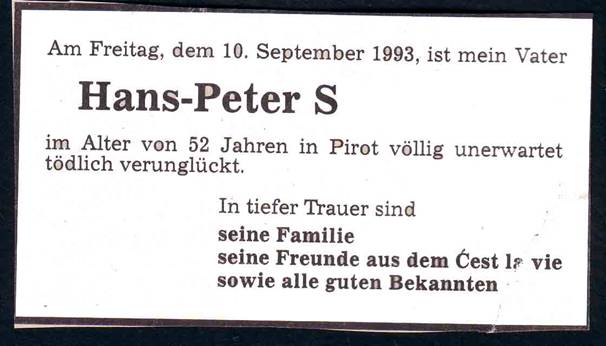 Am Freitag, dem 10. September 1993, ist mein Vater
Hans-Peter S
im Alter von 52 Jahren in Pirot völlig unerwartet
tödlich verunglückt.
In tiefer Trauer sind
seine Familie
seine Freunde aus dem Ćest la vie
sowie alle guten Bekannten